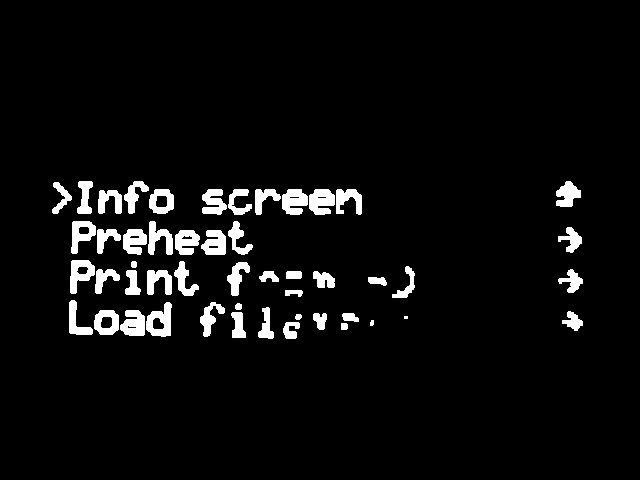 >Info screen ↑
Preheat →
Print →
Load →